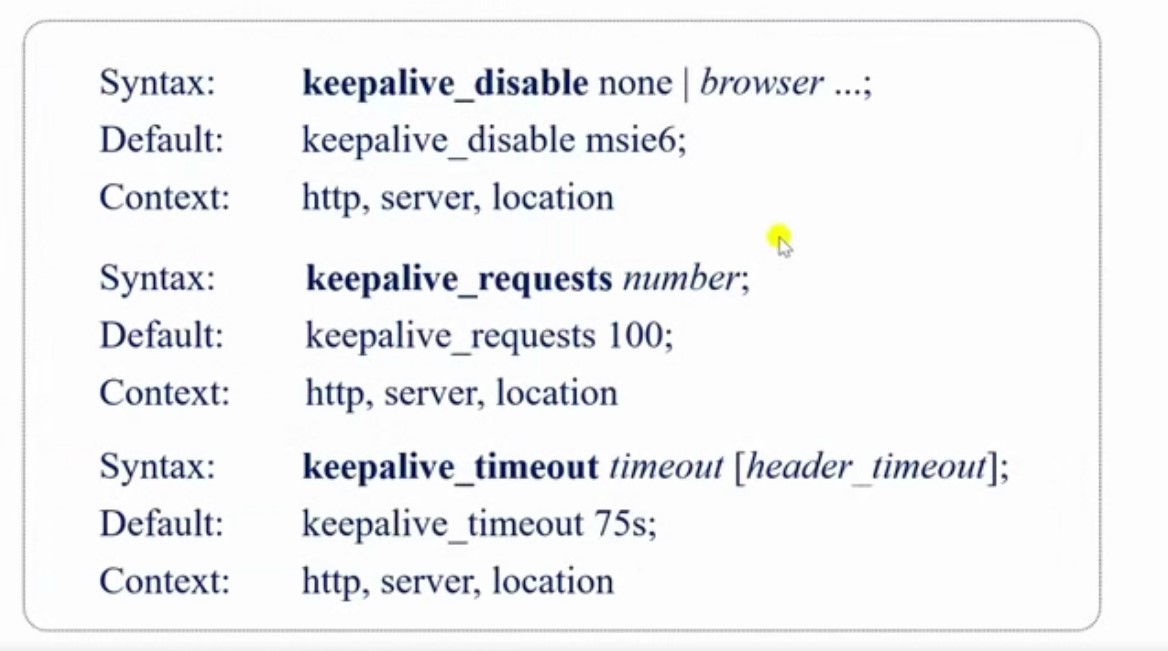 Syntax: keepalive_disable none | browser ...;
Default: keepalive_disable msie6;
Context: http, server, location
Syntax: keepalive_requests number;
Default: keepalive_requests 100;
Context: http, server, location
Syntax: keepalive_timeout timeout [header_timeout];
Default: keepalive_timeout 75s;
Context: http, server, location